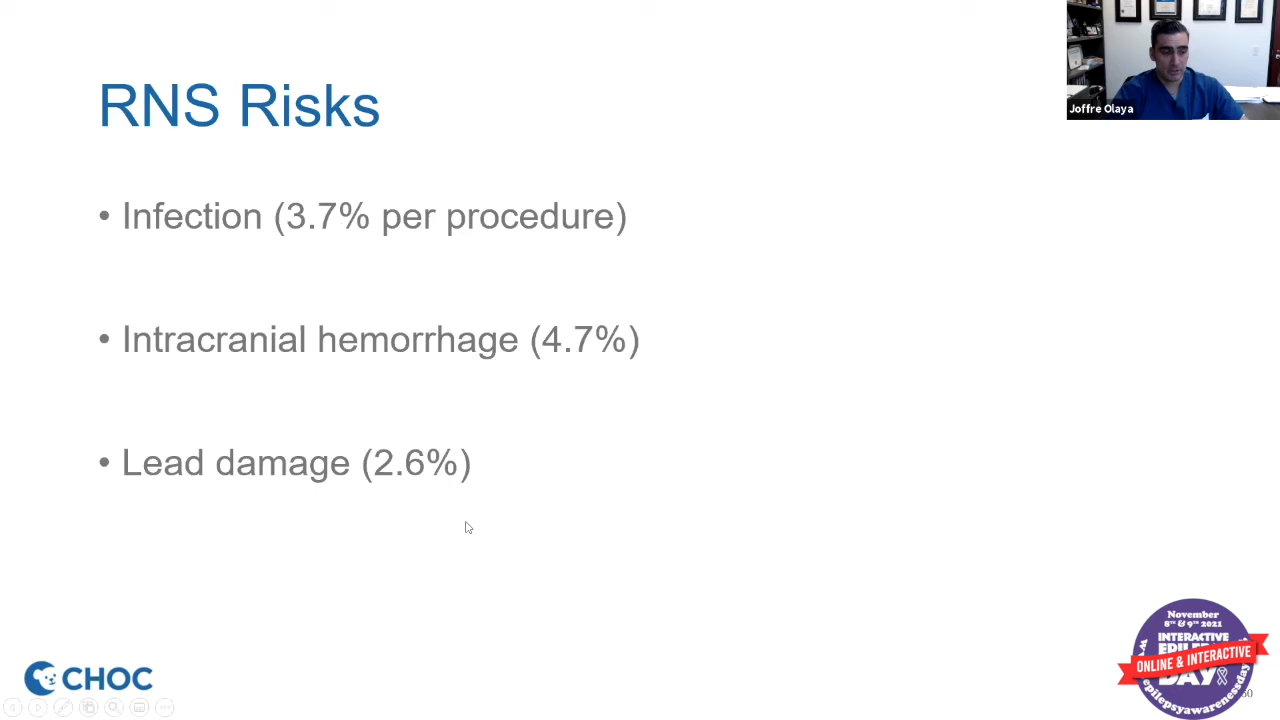 RNS Risks
Joffre Olaya
• Infection (3.7% per procedure)
• Intracranial hemorrhage (4.7%)
• Lead damage (2.6%)
CHOC
November
8TH & 9TH 2021
INTERACTIVE
ONLINE & INTERACTIVE
DAY
epilepsyawarenessday